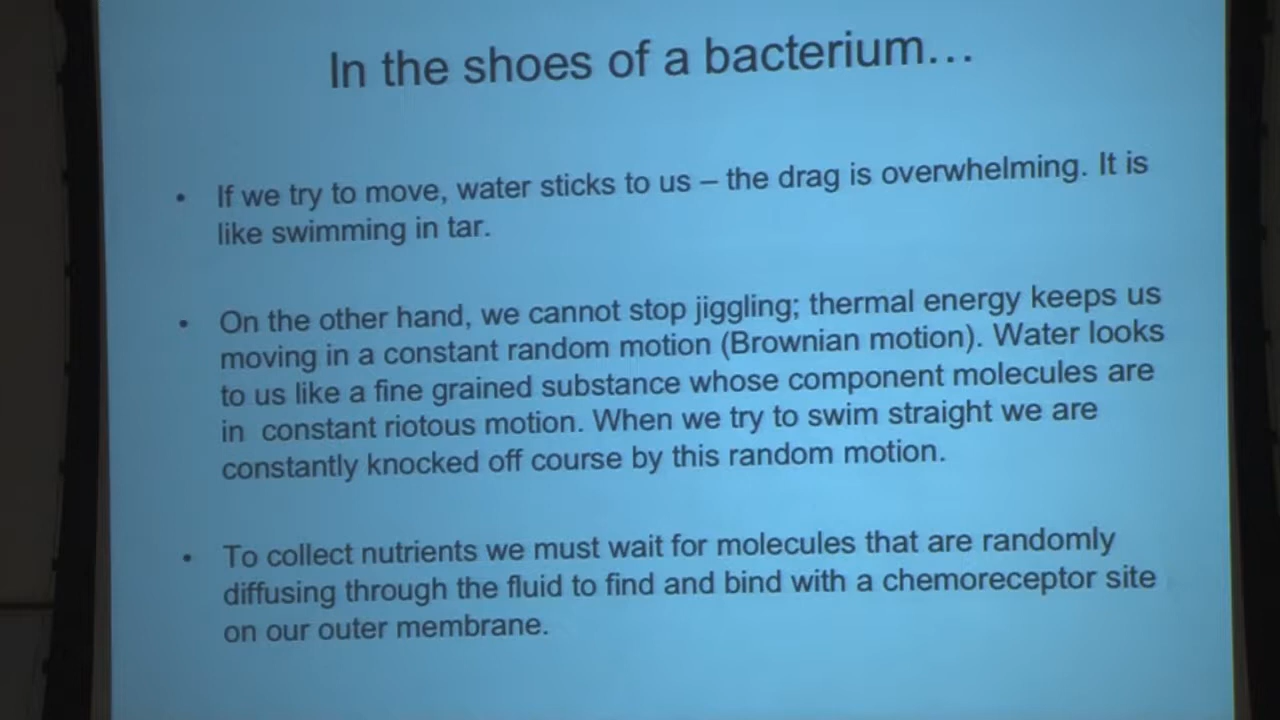 In the shoes of a bacterium…
• If we try to move, water sticks to us – the drag is overwhelming. It is
like swimming in tar.
• On the other hand, we cannot stop jiggling; thermal energy keeps us
moving in a constant random motion (Brownian motion). Water looks
to us like a fine grained substance whose component molecules are
in  constant riotous motion. When we try to swim straight we are
constantly knocked off course by this random motion.
• To collect nutrients we must wait for molecules that are randomly
diffusing through the fluid to find and bind with a chemoreceptor site
on our outer membrane.